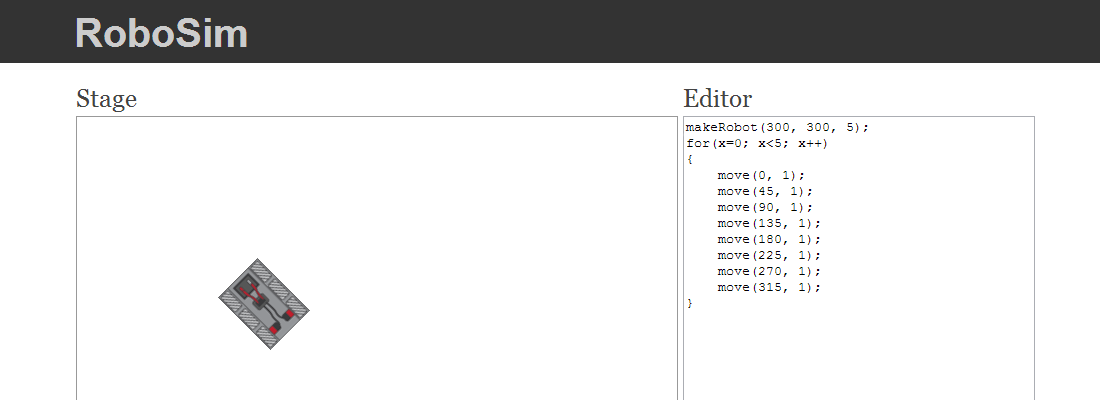 RoboSim
Stage
Editor
makeRobot(300, 300, 5);
for(x=0; x<5; x++)
{
    move(0, 1);
    move(45, 1);
    move(90, 1);
    move(135, 1);
    move(180, 1);
    move(225, 1);
    move(270, 1);
    move(315, 1);
}